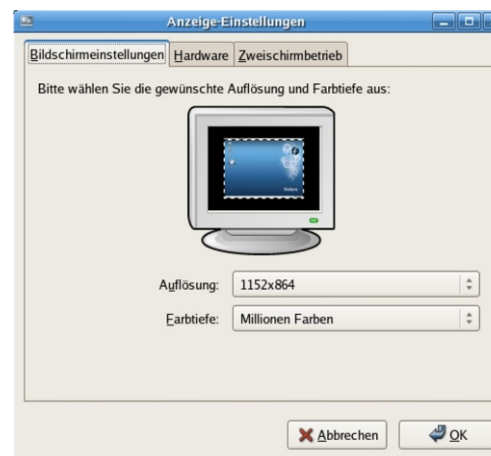 Anzeige-Einstellungen
Bildschirmeinstellungen Hardware Zweischirmbetrieb
Bitte wählen Sie die gewünschte Auflösung und Farbtiefe aus:
Auflösung: 1152x864
Farbtiefe: Millionen Farben
Abbrechen OK